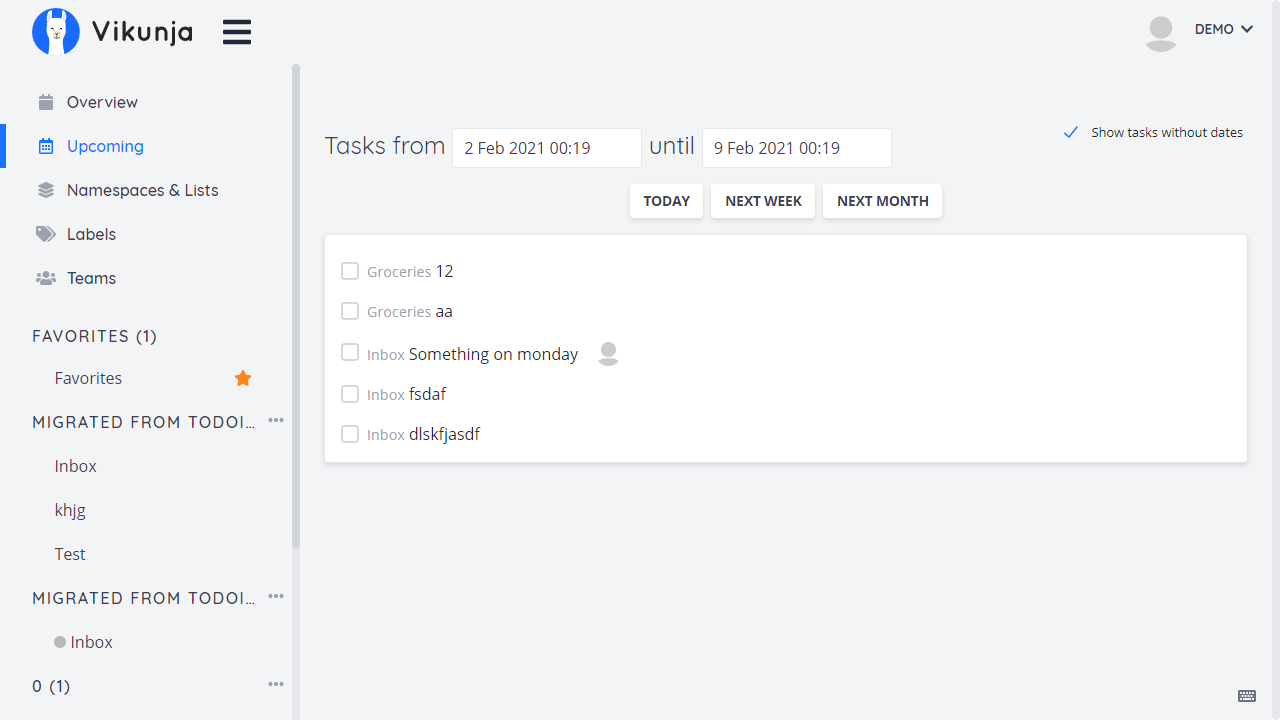 Vikunja
DEMO
Overview
Upcoming
Namespaces & Lists
Labels
Teams
FAVORITES (1)
Favorites
MIGRATED FROM TODOI...
Inbox
khjg
Test
MIGRATED FROM TODOI...
Inbox
0 (1)
Tasks from 2 Feb 2021 00:19 until 9 Feb 2021 00:19
Show tasks without dates
TODAY NEXT WEEK NEXT MONTH
Groceries 12
Groceries aa
Inbox Something on monday
Inbox fsdaf
Inbox dlskfjasdf